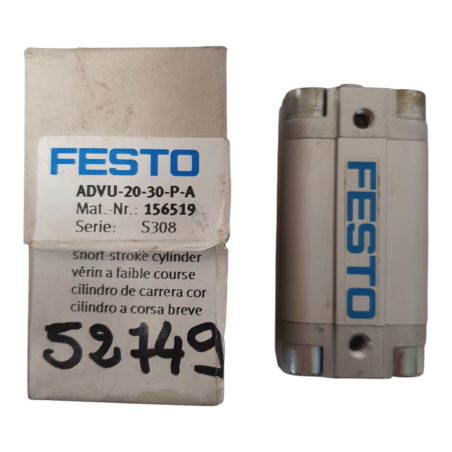 FESTO
ADVU-20-30-P-A
Mat.-Nr.: 156519
Serie: S308
short-stroke cylinder
vérin a faible course
cilindro de carrera cor
cilindro a corsa breve
52749
FESTO